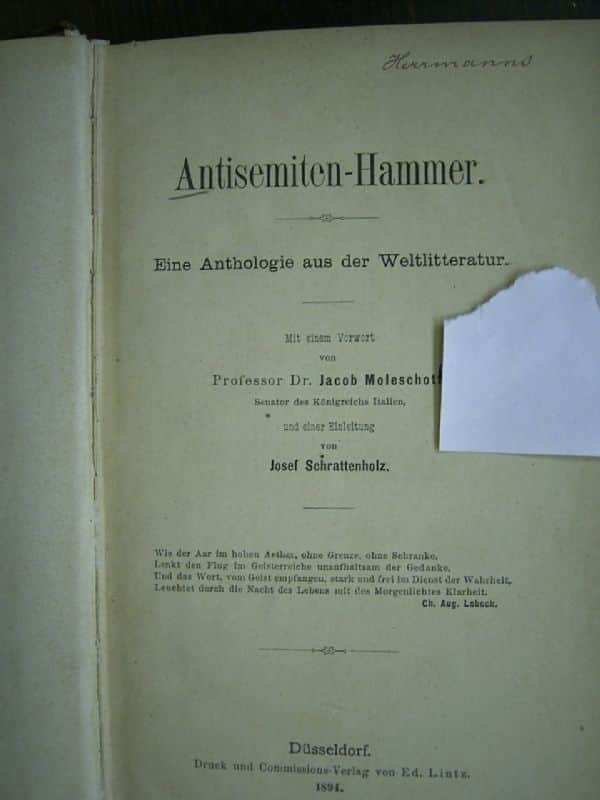 Herrmanns
Antisemiten-Hammer.
Eine Anthologie aus der Weltlitteratur.
Mit einem Vorwort
von
Professor Dr. Jacob Moleschott
Senator des Königreichs Italien,
und einer Einleitung
von
Josef Schrattenholz.
Wie der Aar im hohen Aether, ohne Grenze, ohne Schranke,
Lenkt den Flug im Geisterreiche unaufhaltsam der Gedanke,
Und das Wort, vom Geist empfangen, stark und frei im Dienst der Wahrheit,
Leuchtet durch die Nacht des Lebens mit des Morgenlichtes Klarheit.
Ch. Aug. Lebeck.
Düsseldorf.
Druck und Commissions-Verlag von Ed. Lintz.
1894.